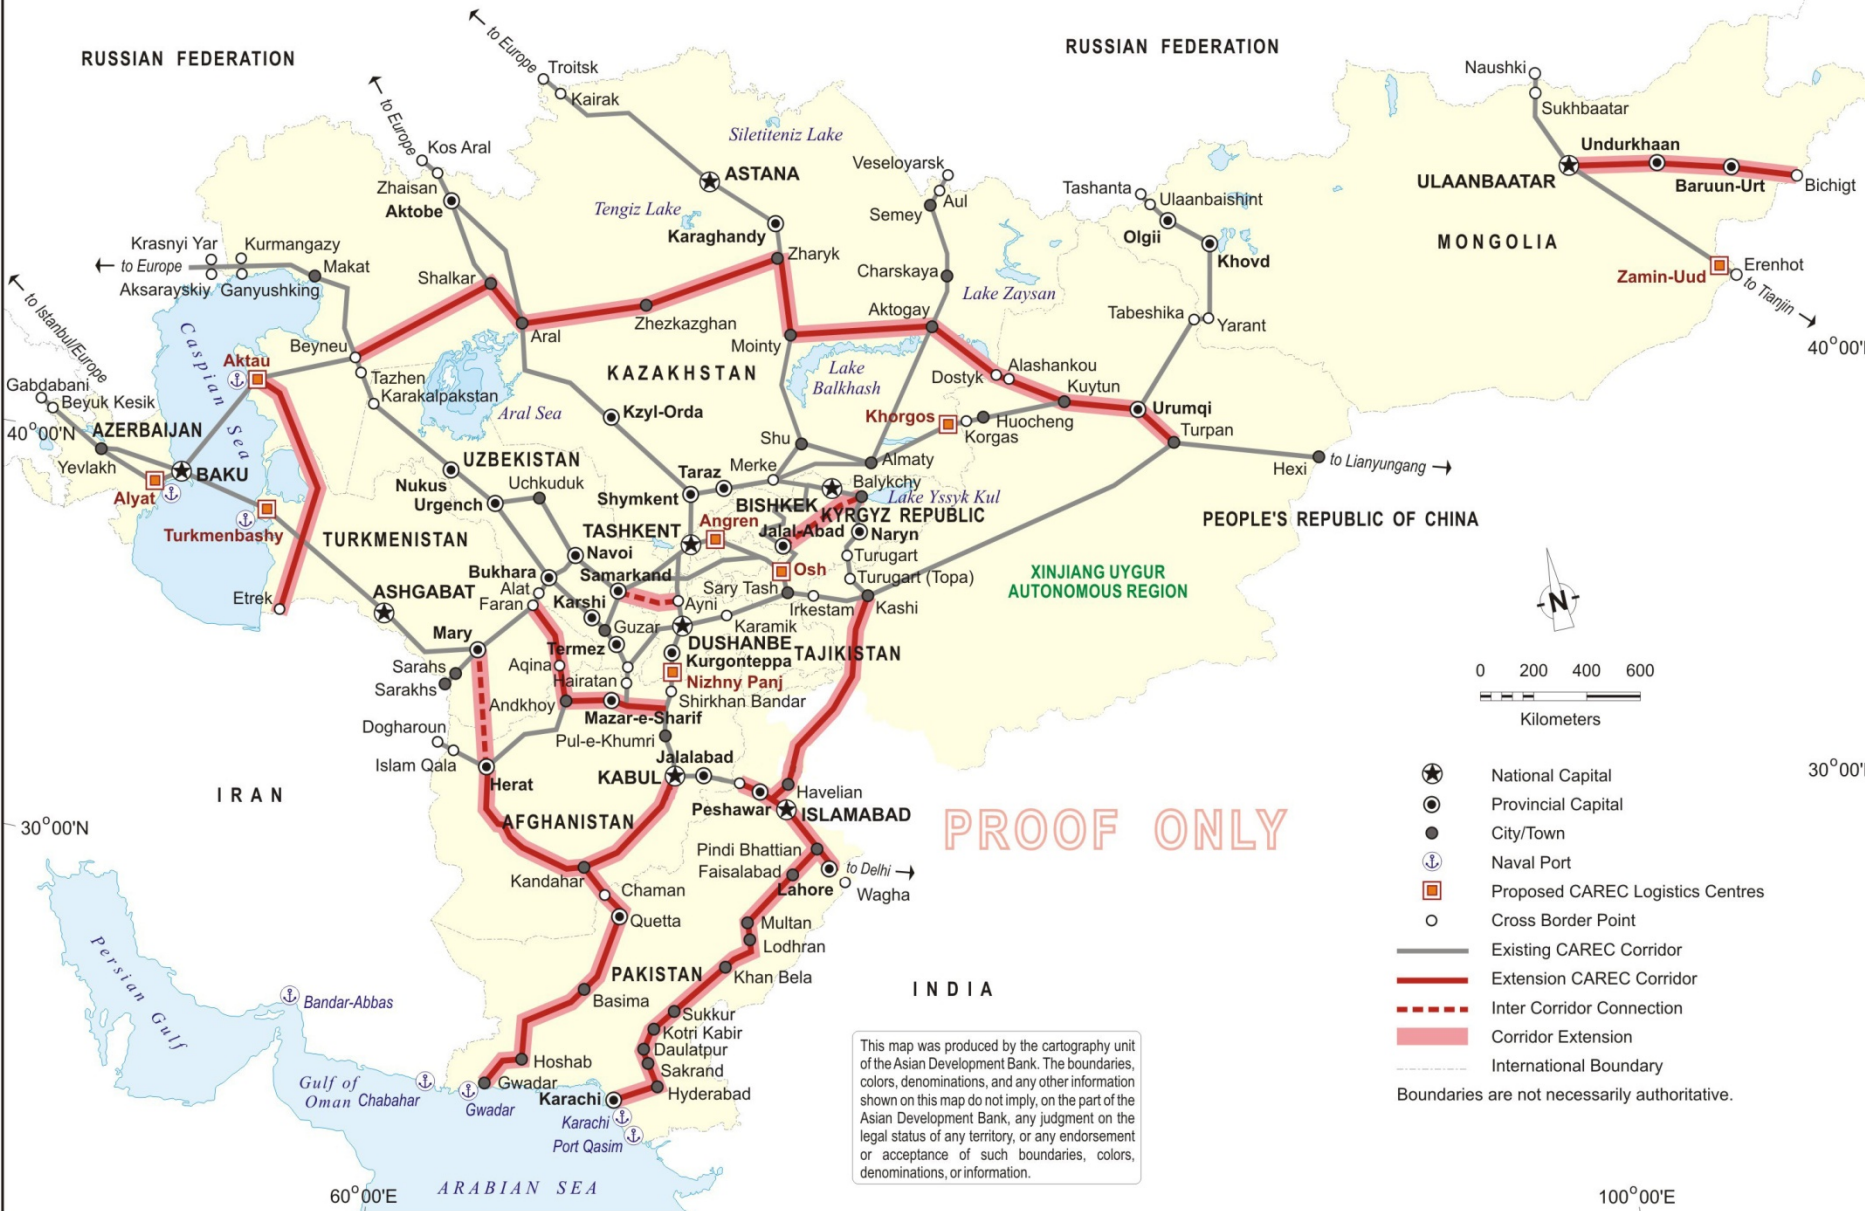 to Europe
Troitsk
Kairak
RUSSIAN FEDERATION
RUSSIAN FEDERATION
Naushki
Sukhbaatar
to Europe
Siletiteniz Lake
Kos Aral
Zhaisan
Aktobe
ASTANA
Veseloyarsk
Aul
Semey
Tashanta
Ulaanbaishint
Olgii
Khovd
Undurkhaan
ULAANBAATAR
Baruun-Urt
Bichigt
MONGOLIA
Tengiz Lake
Karaghandy
Zharyk
Krasnyi Yar
Kurmangazy
to Europe
Makat
Aksarayskiy
Ganyushking
Shalkar
Charskaya
Lake Zaysan
Zamin-Uud
Erenhot
to Tianjin
40°00'N
to Istanbul/Europe
Caspian Sea
Beyneu
Aral
Zhezkazghan
Mointy
Aktogay
Tabeshika
Yarant
Aktau
Tazhen
Karakalpakstan
KAZAKHSTAN
Lake
Balkhash
Dostyk
Alashankou
Kuytun
Gabdabani
Beyuk Kesik
Aral Sea
Kzyl-Orda
Khorgos
Korgas
Huocheng
Urumqi
Turpan
40°00'N
AZERBAIJAN
Yevlakh
BAKU
Alyat
Turkmenbashy
UZBEKISTAN
Uchkuduk
Nukus
Urgench
Shu
Taraz
Merke
Almaty
Shymkent
Balykchy
Lake Yssyk Kul
Hexi
to Lianyungang
BISHKEK
KYRGYZ REPUBLIC
TASHKENT
Angren
Jalal-Abad
Naryn
PEOPLE'S REPUBLIC OF CHINA
TURKMENISTAN
Navoi
Bukhara
Samarkand
Osh
Turugart
Turugart (Topa)
XINJIANG UYGUR
AUTONOMOUS REGION
N
Etrek
ASHGABAT
Alat
Faran
Karshi
Ayni
Sary Tash
Irkestam
Kashi
Mary
Guzar
Karamik
Termez
DUSHANBE
TAJIKISTAN
Kurgonteppa
Sarahs
Sarakhs
Aqina
Hairatan
Nizhny Panj
Andkhoy
Shirkhan Bandar
Mazar-e-Sharif
Dogharoun
Pul-e-Khumri
Islam Qala
Herat
KABUL
Jalalabad
Havelian
Peshawar
ISLAMABAD
IRAN
AFGHANISTAN
PROOF ONLY
30°00'N
Pindi Bhattian
Faisalabad
to Delhi
Lahore
Wagha
Kandahar
Chaman
Quetta
Multan
Lodhran
Persian Gulf
PAKISTAN
Khan Bela
INDIA
Bandar-Abbas
Basima
Sukkur
Kotri Kabir
Daulatpur
Sakrand
Hyderabad
Hoshab
Gwadar
Gulf of
Oman
Chabahar
Gwadar
Karachi
Karachi
Port Qasim
ARABIAN SEA
60°00'E
100°00'E
This map was produced by the cartography unit
of the Asian Development Bank. The boundaries,
colors, denominations, and any other information
shown on this map do not imply, on the part of the
Asian Development Bank, any judgment on the
legal status of any territory, or any endorsement
or acceptance of such boundaries, colors,
denominations, or information.
0 200 400 600
Kilometers
30°00'N
National Capital
Provincial Capital
City/Town
Naval Port
Proposed CAREC Logistics Centres
Cross Border Point
Existing CAREC Corridor
Extension CAREC Corridor
Inter Corridor Connection
Corridor Extension
International Boundary
Boundaries are not necessarily authoritative.